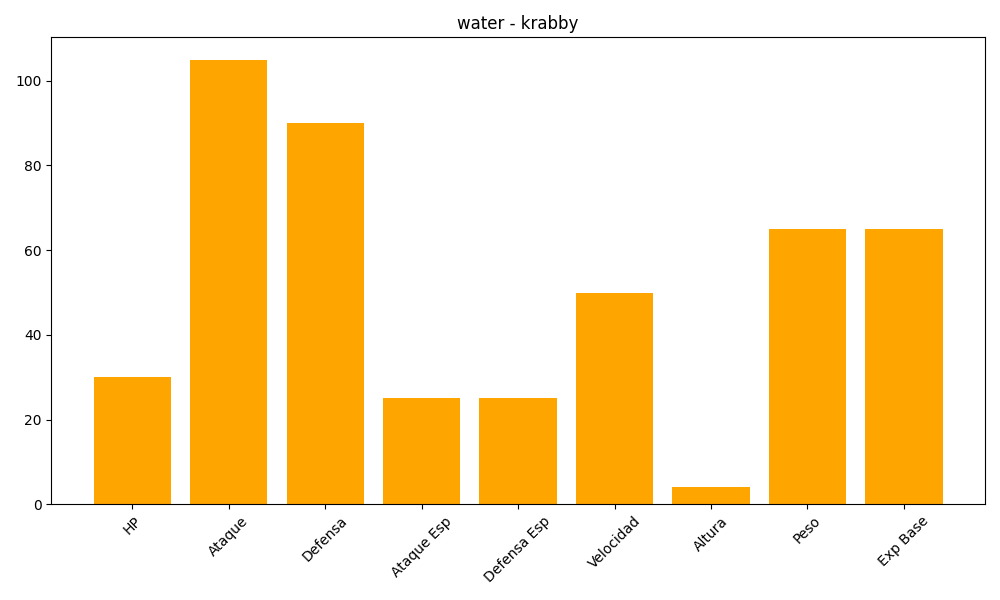 water - krabby
100
80
60
40
20
0
HP
Ataque
Defensa
Ataque Esp
Defensa Esp
Velocidad
Altura
Peso
Exp Base